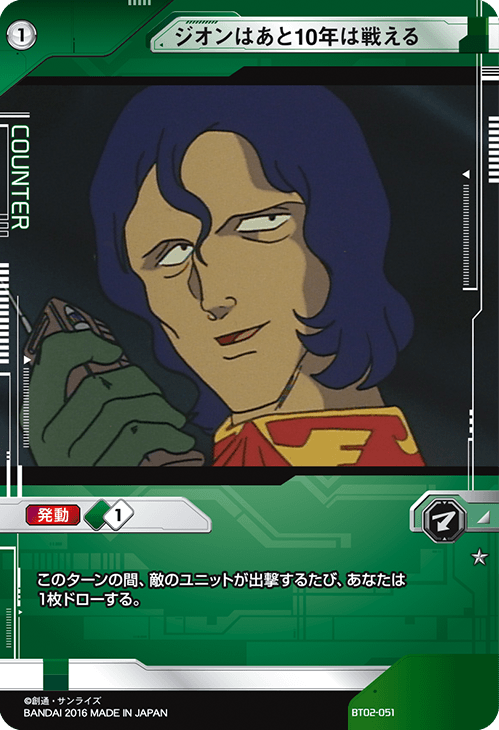 1
ジオンはあと10年は戦える
COUNTER
発動 1
このターンの間、敵のユニットが出撃するたび、あなたは
1枚ドローする。
©創通・サンライズ
BANDAI 2016 MADE IN JAPAN
BT02-051